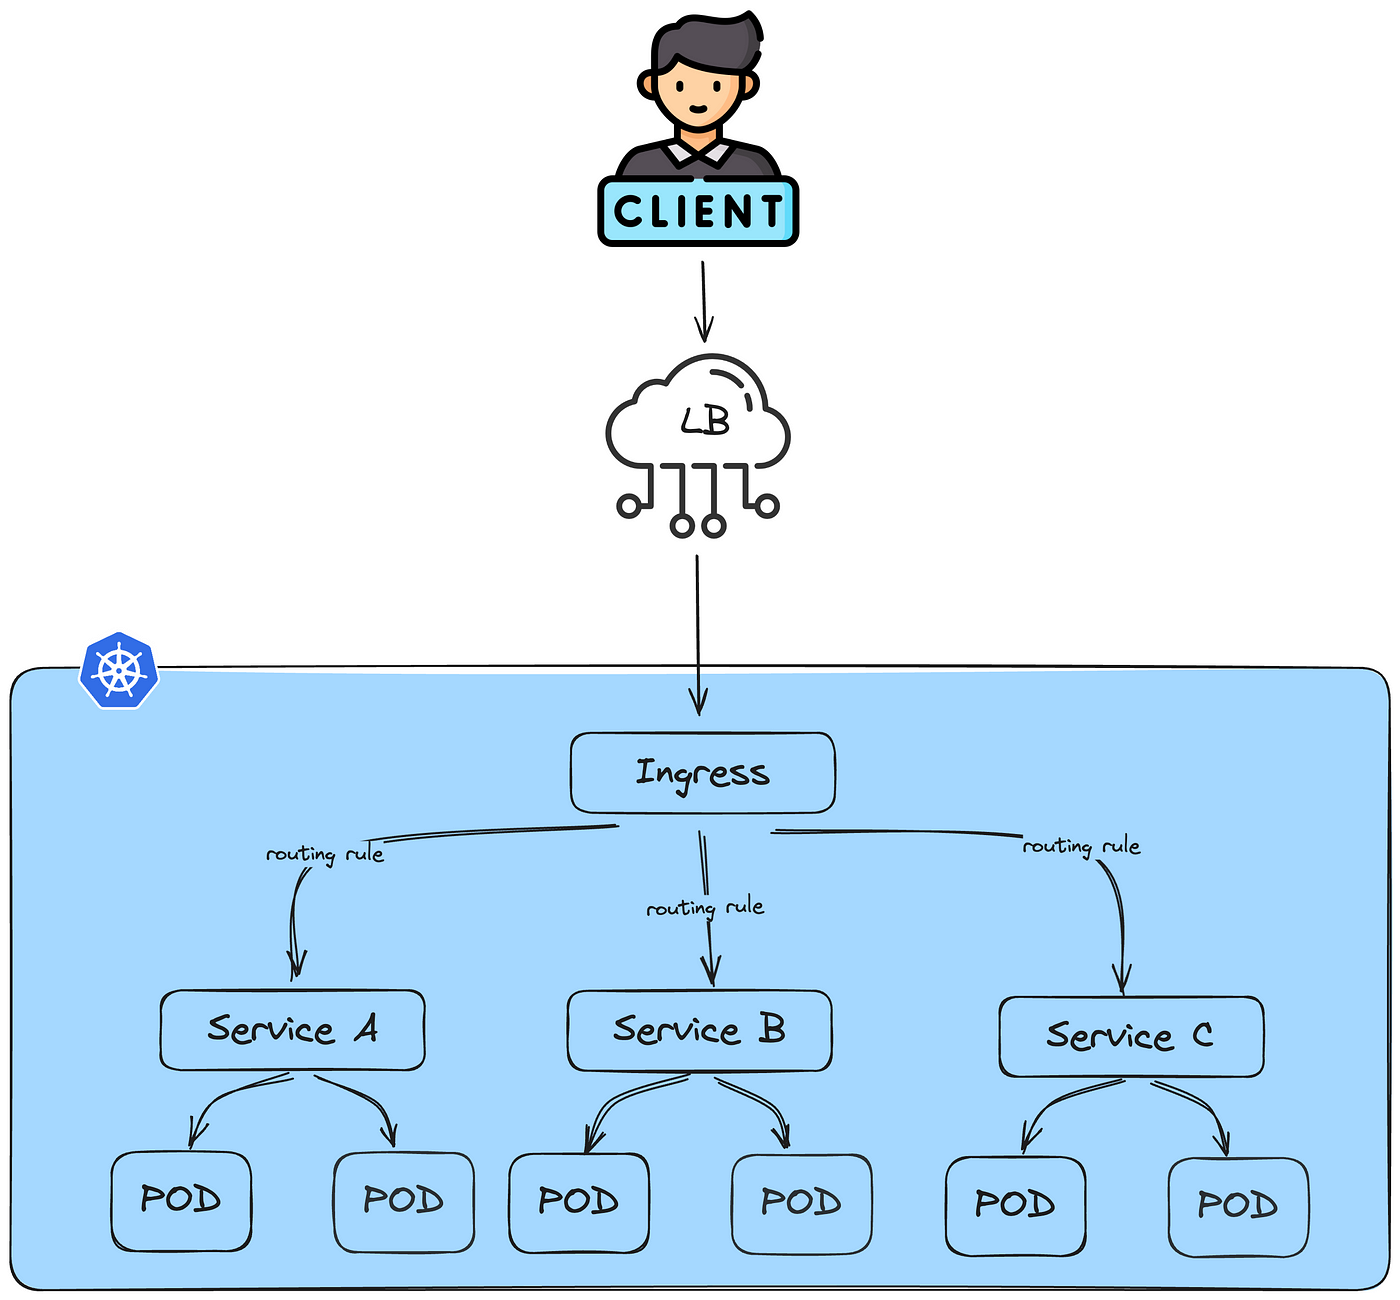 CLIENT
LB
Ingress
routing rule
routing rule
routing rule
Service A
Service B
Service C
POD
POD
POD
POD
POD
POD